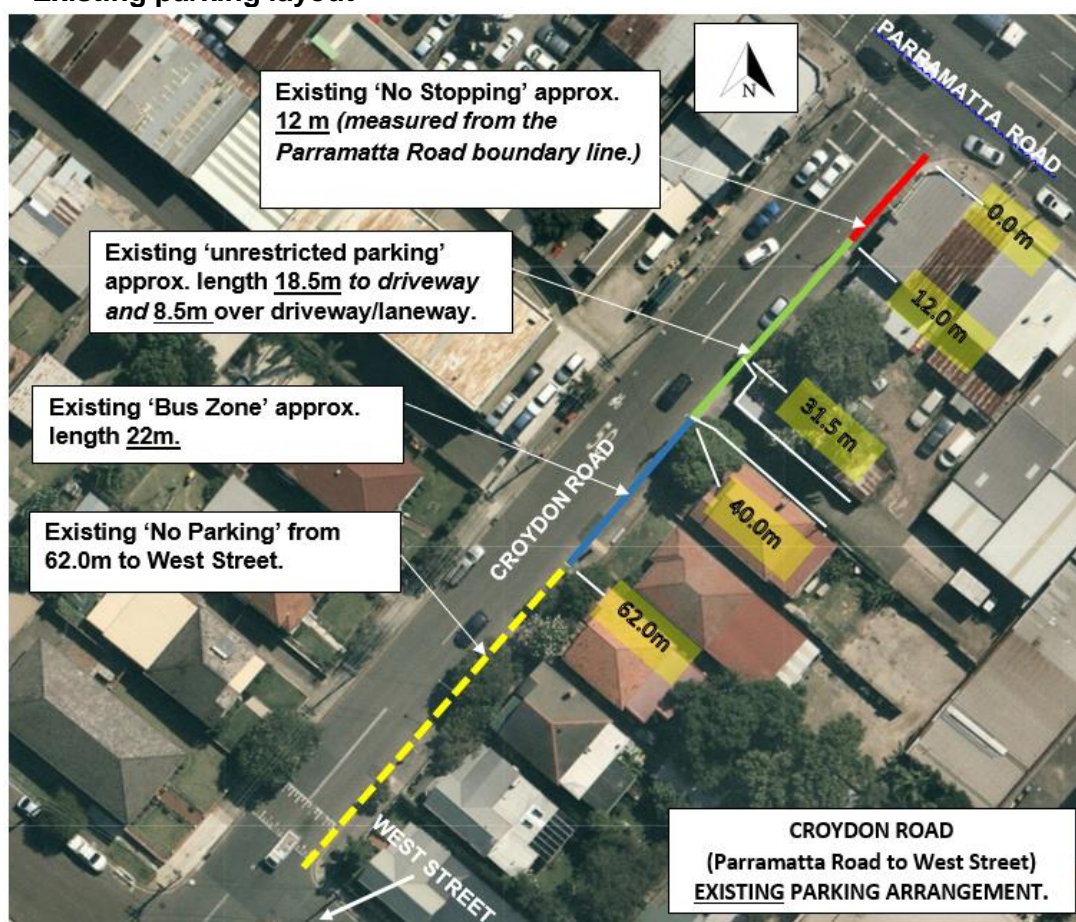 Existing parking layout
PARRAMATTA ROAD
N
Existing 'No Stopping' approx.
12 m (measured from the
Parramatta Road boundary line.)
0.0 m
12.0 m
Existing 'unrestricted parking'
approx. length 18.5m to driveway
and 8.5m over driveway/laneway.
31.5 m
Existing 'Bus Zone' approx.
length 22m.
40.0m
CROYDON ROAD
Existing 'No Parking' from
62.0m to West Street.
62.0m
WEST STREET
CROYDON ROAD
(Parramatta Road to West Street)
EXISTING PARKING ARRANGEMENT.